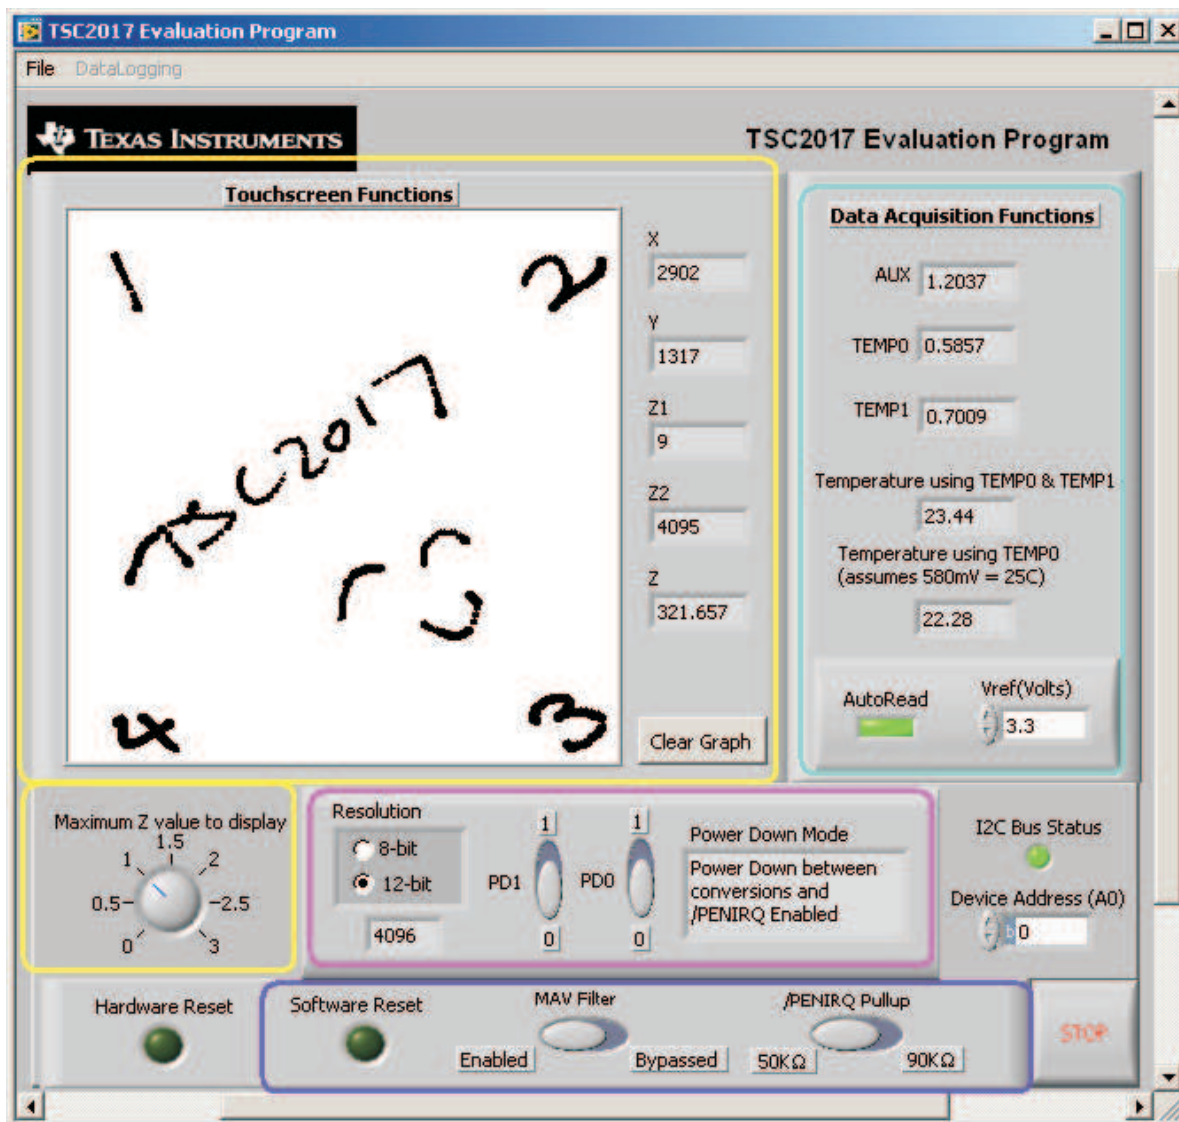 TSC2017 Evaluation Program
File DataLogging
TEXAS INSTRUMENTS
TSC2017 Evaluation Program
Touchscreen Functions
1
2
TSC2017
4
3
X
2902
Y
1317
Z1
9
Z2
4095
Z
321.657
Clear Graph
Data Acquisition Functions
AUX 1.2037
TEMP0 0.5857
TEMP1 0.7009
Temperature using TEMP0 & TEMP1
23.44
Temperature using TEMP0
(assumes 580mV = 25C)
22.28
AutoRead
Vref(Volts)
3.3
Maximum Z value to display
0 0.5 1 1.5 2 2.5 3
Resolution
8-bit
12-bit
4096
1
PD1
0
1
PD0
0
Power Down Mode
Power Down between
conversions and
/PENIRQ Enabled
I2C Bus Status
Device Address (A0)
b 0
Hardware Reset
Software Reset
MAV Filter
Enabled Bypassed
/PENIRQ Pullup
50KΩ 90KΩ
STOP